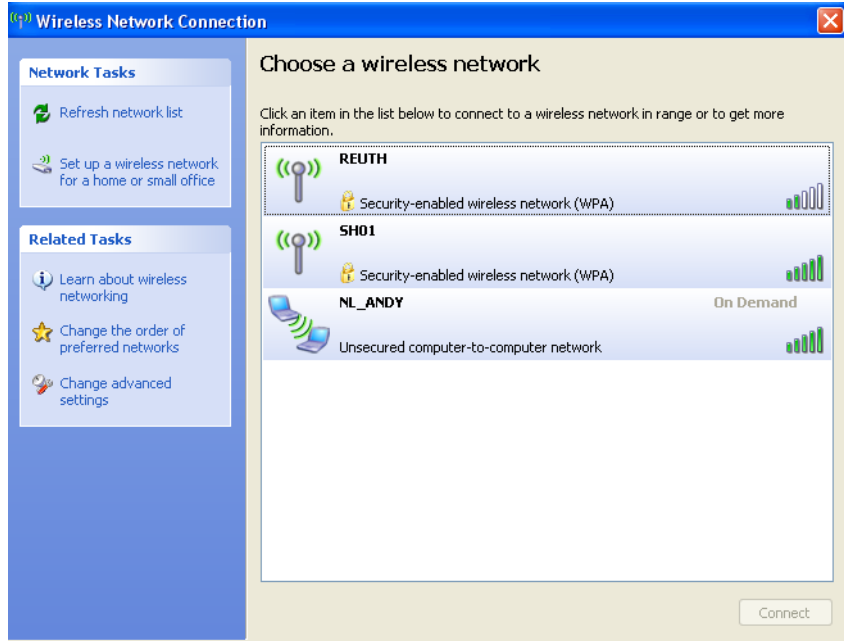 Wireless Network Connection
Network Tasks
Refresh network list
Set up a wireless network
for a home or small office
Related Tasks
Learn about wireless
networking
Change the order of
preferred networks
Change advanced
settings
Choose a wireless network
Click an item in the list below to connect to a wireless network in range or to get more
information.
REUTH
Security-enabled wireless network (WPA)
SH01
Security-enabled wireless network (WPA)
NL_ANDY On Demand
Unsecured computer-to-computer network
Connect